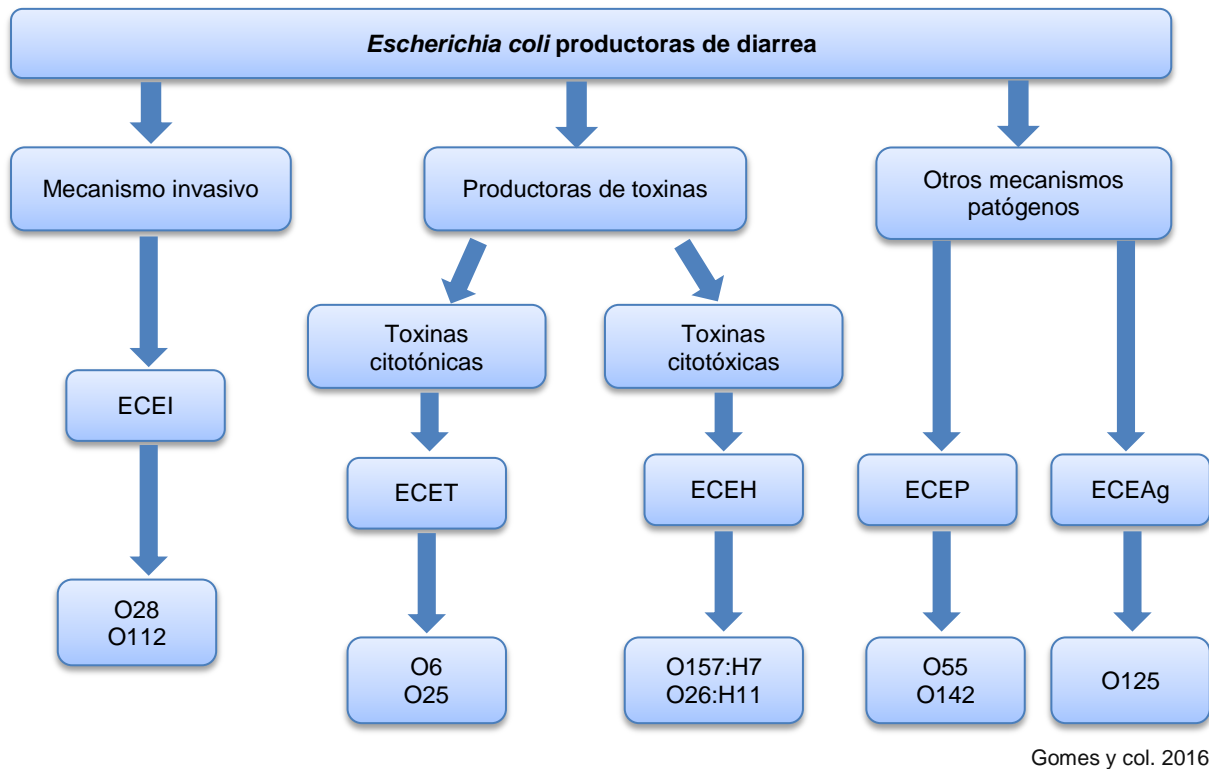 Escherichia coli productoras de diarrea
Mecanismo invasivo
Productoras de toxinas
Otros mecanismos
patógenos
Toxinas
citotónicas
Toxinas
citotóxicas
ECEI
ECET
ECEH
ECEP
ECEAg
O28
O112
O6
O25
O157:H7
O26:H11
O55
O142
O125
Gomes y col. 2016